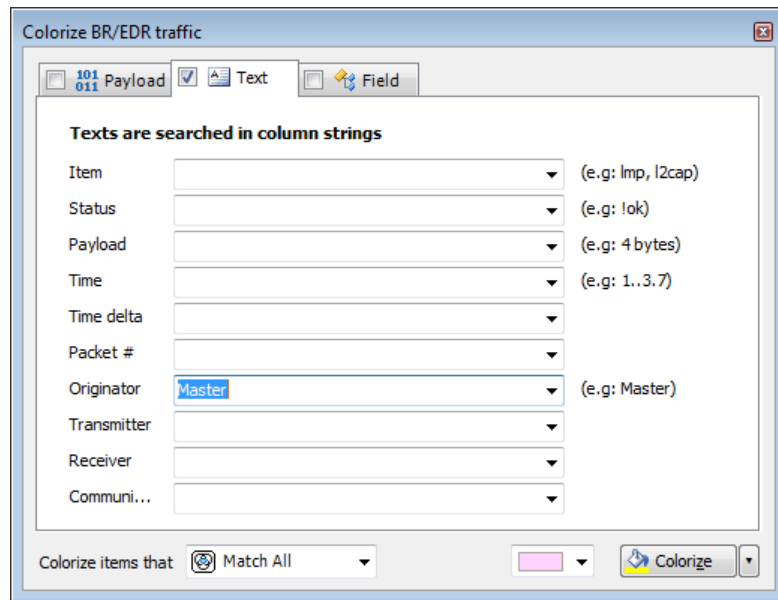 Colorize BR/EDR traffic
101 011 Payload Text Field
Texts are searched in column strings
Item (e.g: lmp, l2cap)
Status (e.g: !ok)
Payload (e.g: 4 bytes)
Time (e.g: 1..3.7)
Time delta
Packet #
Originator Master (e.g: Master)
Transmitter
Receiver
Communi...
Colorize items that Match All Colorize